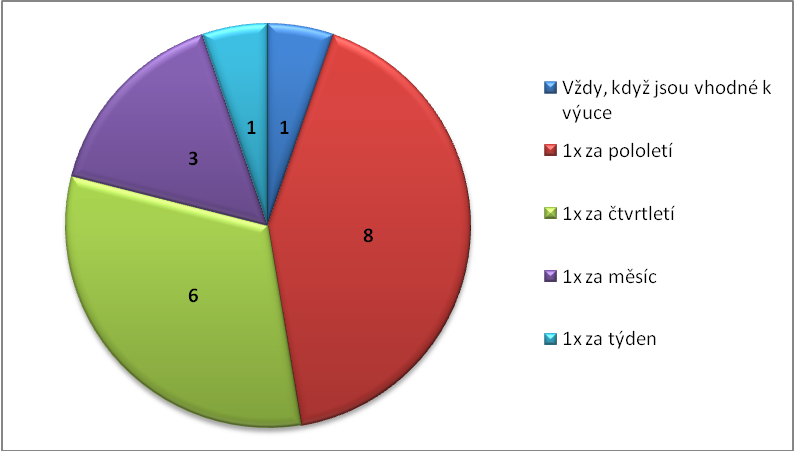 1
1
3
8
6
Vždy, když jsou vhodné k
výuce
1x za pololetí
1x za čtvrtletí
1x za měsíc
1x za týden